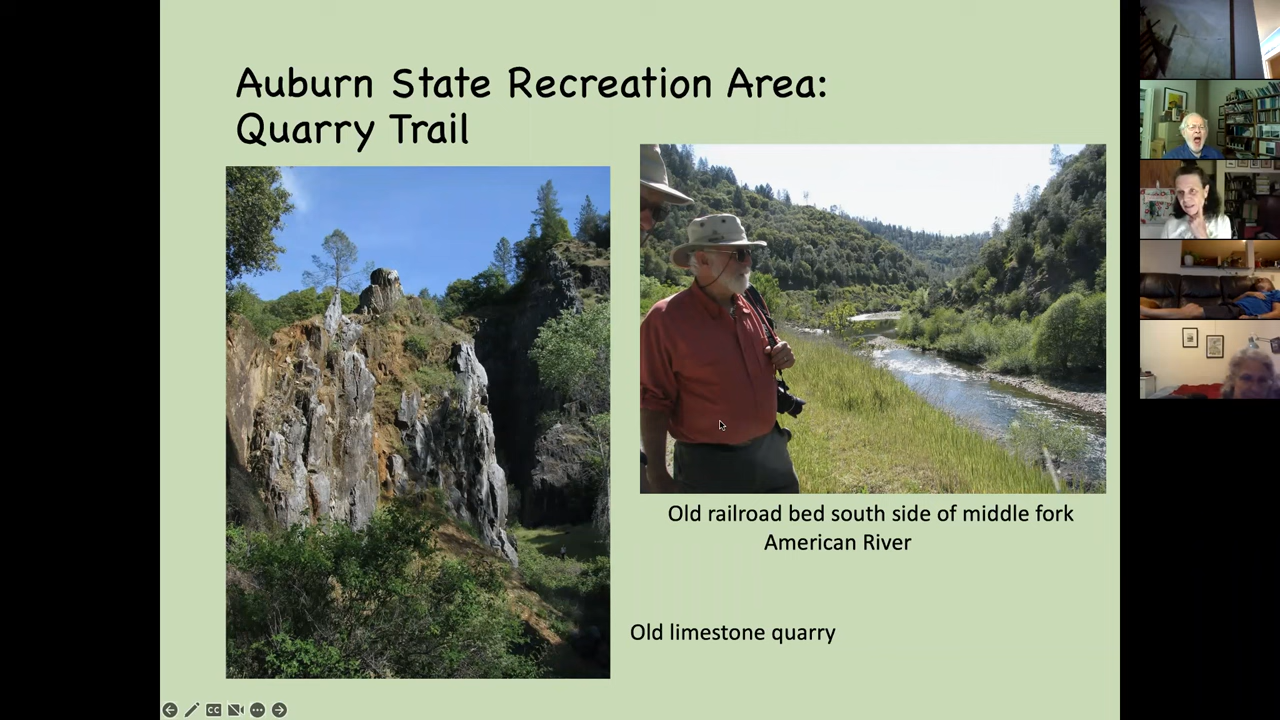 Auburn State Recreation Area:
Quarry Trail
Old railroad bed south side of middle fork
American River
Old limestone quarry
CC